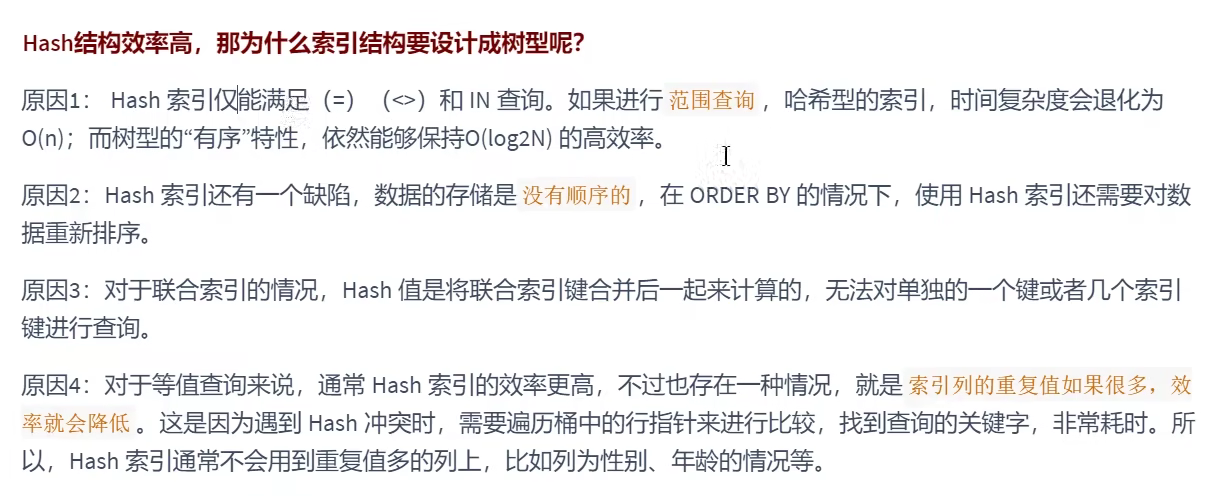 Hash结构效率高，那为什么索引结构要设计成树型呢？
原因1： Hash 索引仅能满足（=）（<>）和 IN 查询。如果进行 范围查询 ，哈希型的索引，时间复杂度会退化为
O(n)；而树型的“有序”特性，依然能够保持O(log2N) 的高效率。
原因2：Hash 索引还有一个缺陷，数据的存储是 没有顺序的 ，在 ORDER BY 的情况下，使用 Hash 索引还需要对数
据重新排序。
原因3：对于联合索引的情况，Hash 值是将联合索引键合并后一起来计算的，无法对单独的一个键或者几个索引
键进行查询。
原因4：对于等值查询来说，通常 Hash 索引的效率更高，不过也存在一种情况，就是 索引列的重复值如果很多，效
率就会降低 。这是因为遇到 Hash 冲突时，需要遍历桶中的行指针来进行比较，找到查询的关键字，非常耗时。所
以，Hash 索引通常不会用到重复值多的列上，比如列为性别、年龄的情况等。